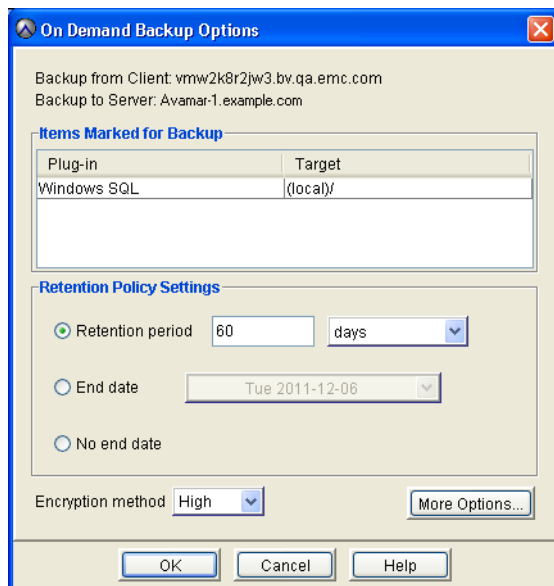 On Demand Backup Options
Backup from Client: vmw2k8r2jw3.bv.qa.emc.com
Backup to Server: Avamar-1.example.com
Items Marked for Backup
Plug-in Target
Windows SQL (local)/
Retention Policy Settings
Retention period 60 days
End date Tue 2011-12-06
No end date
Encryption method High More Options...
OK Cancel Help